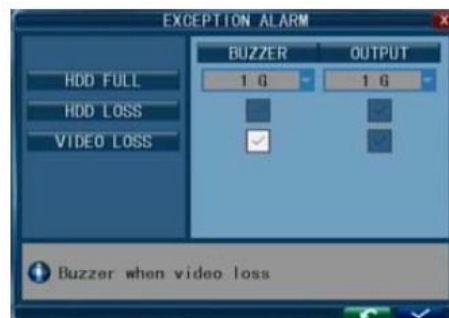 EXCEPTION ALARM X
BUZZER OUTPUT
HDD FULL 1 G 1 G
HDD LOSS
VIDEO LOSS
Buzzer when video loss